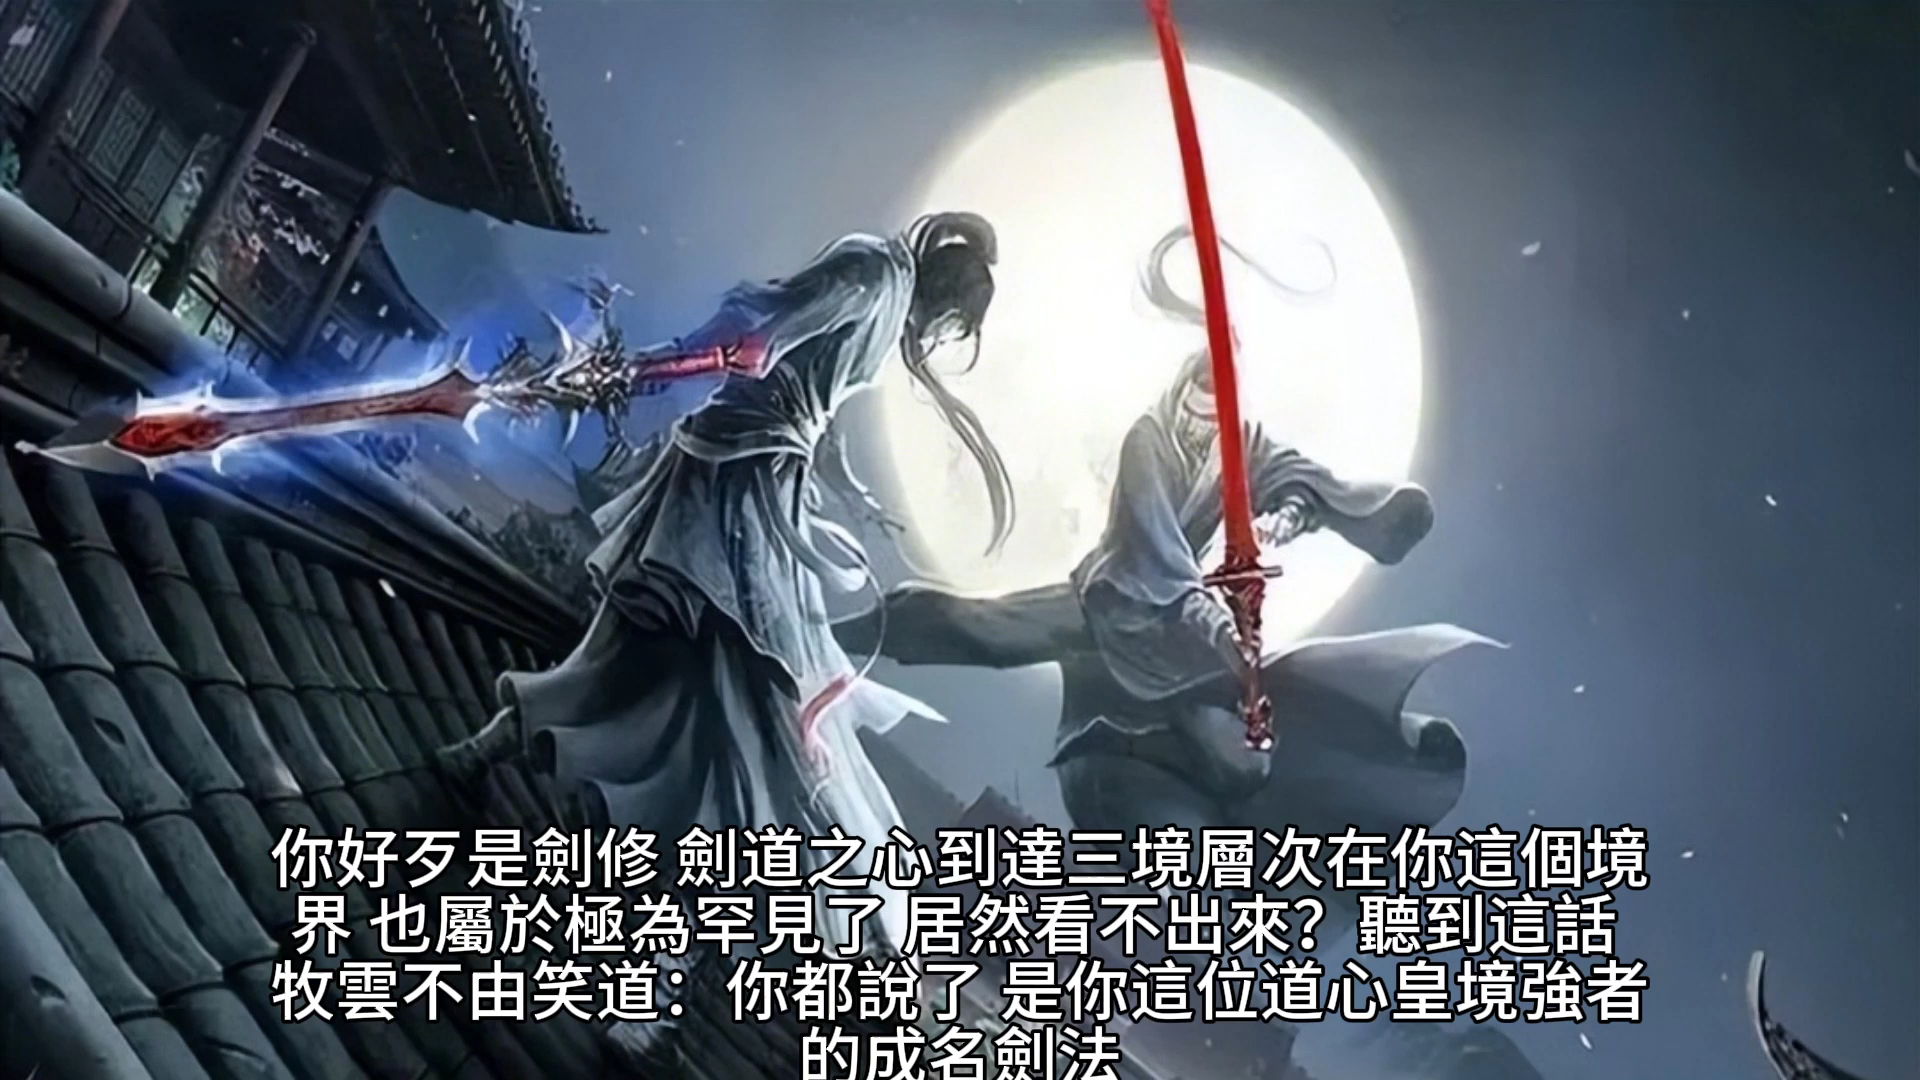 你好歹是劍修 劍道之心到達三境層次在你這個境
界 也屬於極為罕見了 居然看不出來？聽到這話
牧雲不由笑道：你都說了 是你這位道心皇境強者
的成名劍法